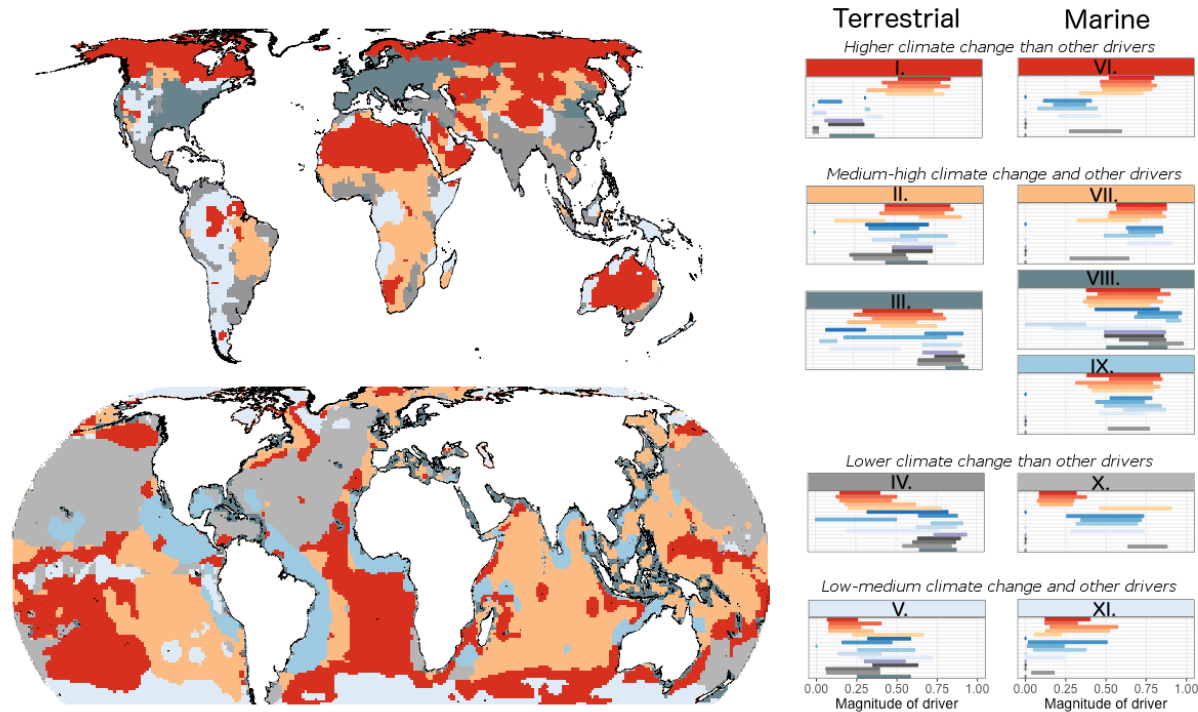 Terrestrial Marine
Higher climate change than other drivers
I. VI.
Medium-high climate change and other drivers
II. VII.
VIII.
III.
IX.
Lower climate change than other drivers
IV. X.
Low-medium climate change and other drivers
V. XI.
0.00 0.25 0.50 0.75 1.00 0.00 0.25 0.50 0.75 1.00
Magnitude of driver Magnitude of driver